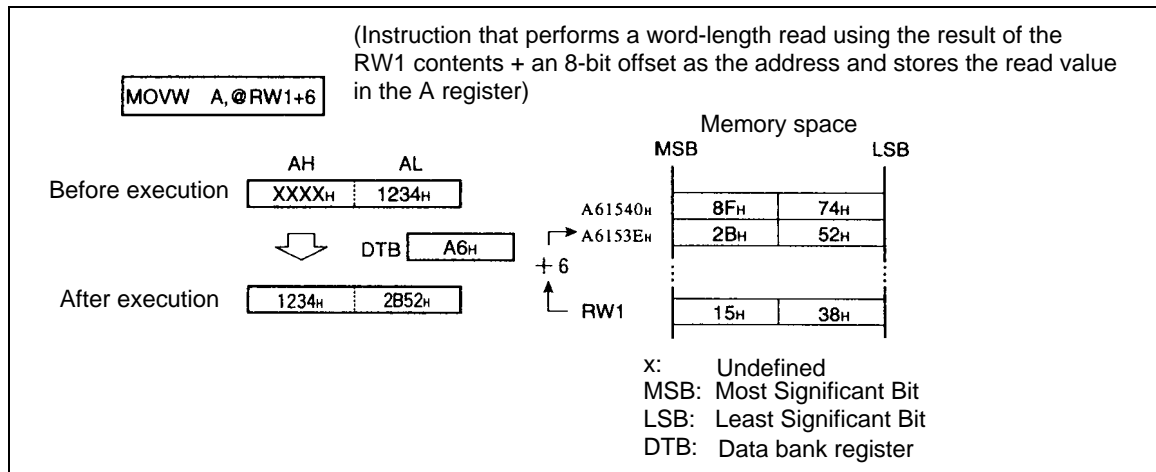 (Instruction that performs a word-length read using the result of the
RW1 contents + an 8-bit offset as the address and stores the read value
in the A register)
MOVW A,@RW1+6
Memory space
MSB LSB
AH AL
Before execution XXXXH 1234H
A61540H 8FH 74H
A6153EH 2BH 52H
DTB A6H
+ 6
After execution 1234H 2B52H
RW1 15H 38H
x: Undefined
MSB: Most Significant Bit
LSB: Least Significant Bit
DTB: Data bank register